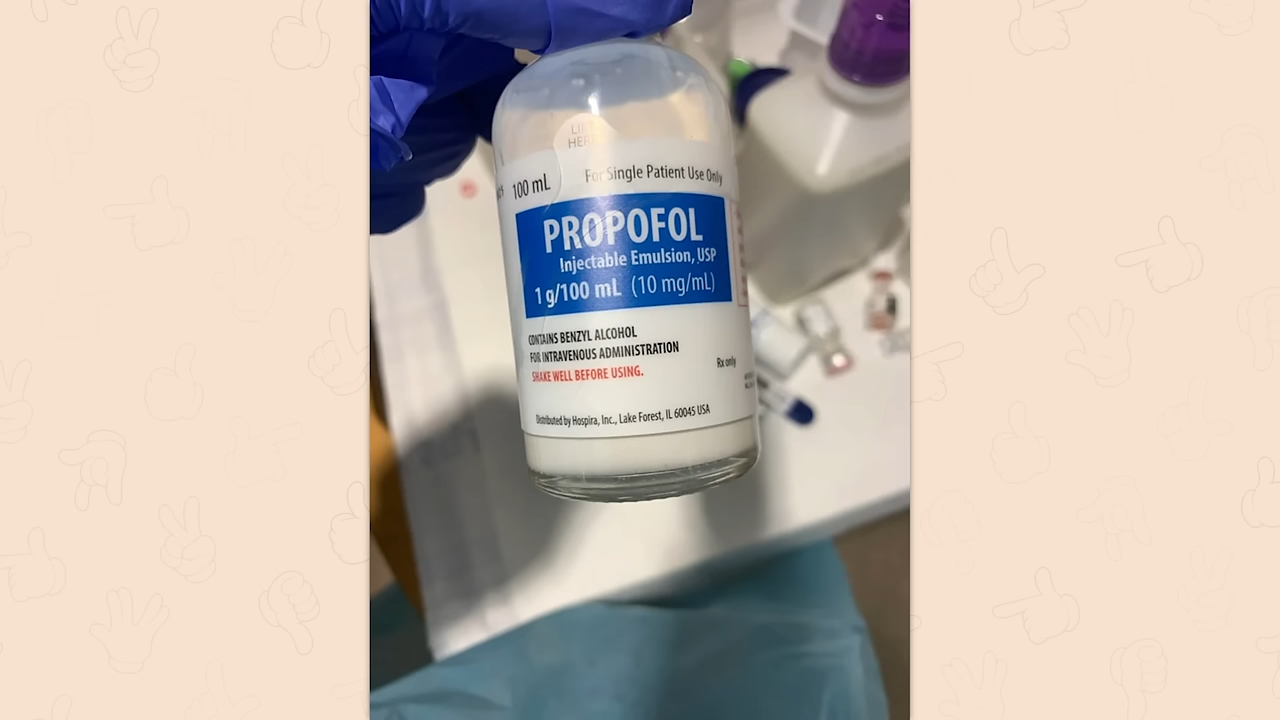 LIFT
HERE
100 mL
For Single Patient Use Only
PROPOFOL
Injectable Emulsion, USP
1 g/100 mL (10 mg/mL)
CONTAINS BENZYL ALCOHOL
FOR INTRAVENOUS ADMINISTRATION
SHAKE WELL BEFORE USING.
Rx only
Distributed by Hospira, Inc., Lake Forest, IL 60045 USA